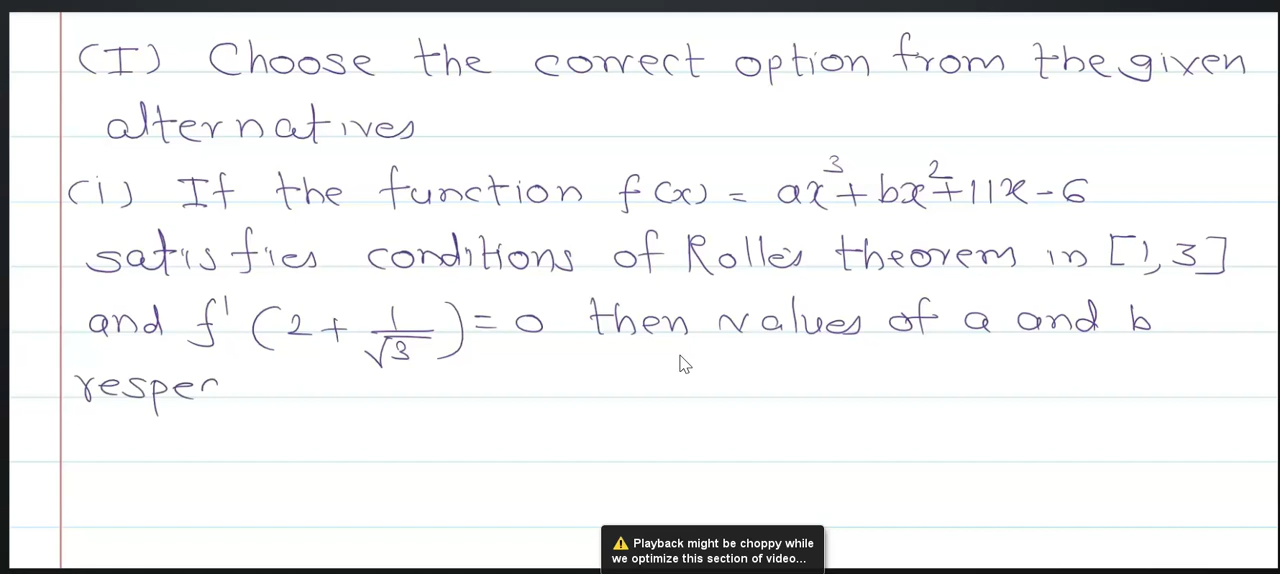 (I) Choose the correct option from the given
alternatives
(i) If the function f(x) = ax³ + bx² + 11x - 6
satisfies conditions of Rolle's theorem in [1, 3]
and f' (2 + 1/√3) = 0 then values of a and b
respec
⚠ Playback might be choppy while
we optimize this section of video...